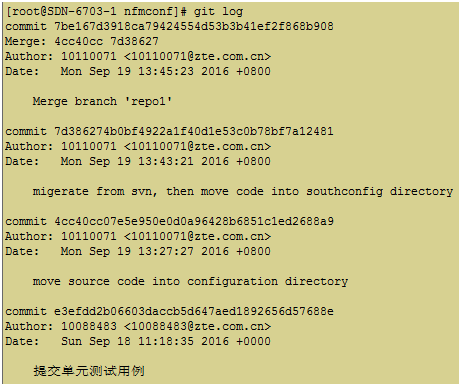 [root@SDN-6703-1 nfmconf]# git log
commit 7be167d3918ca79424554d53b3b41ef2f868b908
Merge: 4cc40cc 7d38627
Author: 10110071 <10110071@zte.com.cn>
Date:   Mon Sep 19 13:45:23 2016 +0800
Merge branch 'repo1'
commit 7d386274b0bf4922a1f40d1e53c0b78bf7a12481
Author: 10110071 <10110071@zte.com.cn>
Date:   Mon Sep 19 13:43:21 2016 +0800
migerate from svn, then move code into southconfig directory
commit 4cc40cc07e5e950e0d0a96428b6851c1ed2688a9
Author: 10110071 <10110071@zte.com.cn>
Date:   Mon Sep 19 13:27:27 2016 +0800
move source code into configuration directory
commit e3efdd2b06603daccb5d647aed1892656d57688e
Author: 10088483 <10088483@zte.com.cn>
Date:   Sun Sep 18 11:18:35 2016 +0000
提交单元测试用例